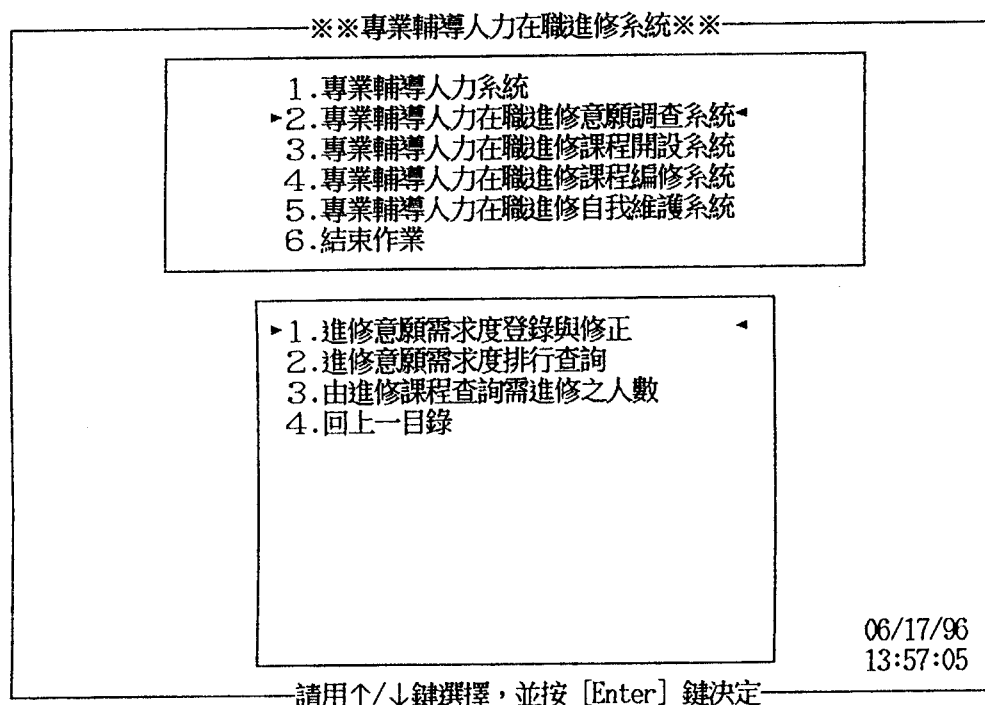 ※※專業輔導人力在職進修系統※※
1.專業輔導人力系統
►2.專業輔導人力在職進修意願調查系統◄
3.專業輔導人力在職進修課程開設系統
4.專業輔導人力在職進修課程編修系統
5.專業輔導人力在職進修自我維護系統
6.結束作業
►1.進修意願需求度登錄與修正◄
2.進修意願需求度排行查詢
3.由進修課程查詢需進修之人數
4.回上一目錄
06/17/96
13:57:05
請用↑/↓鍵選擇，並按 [Enter] 鍵決定